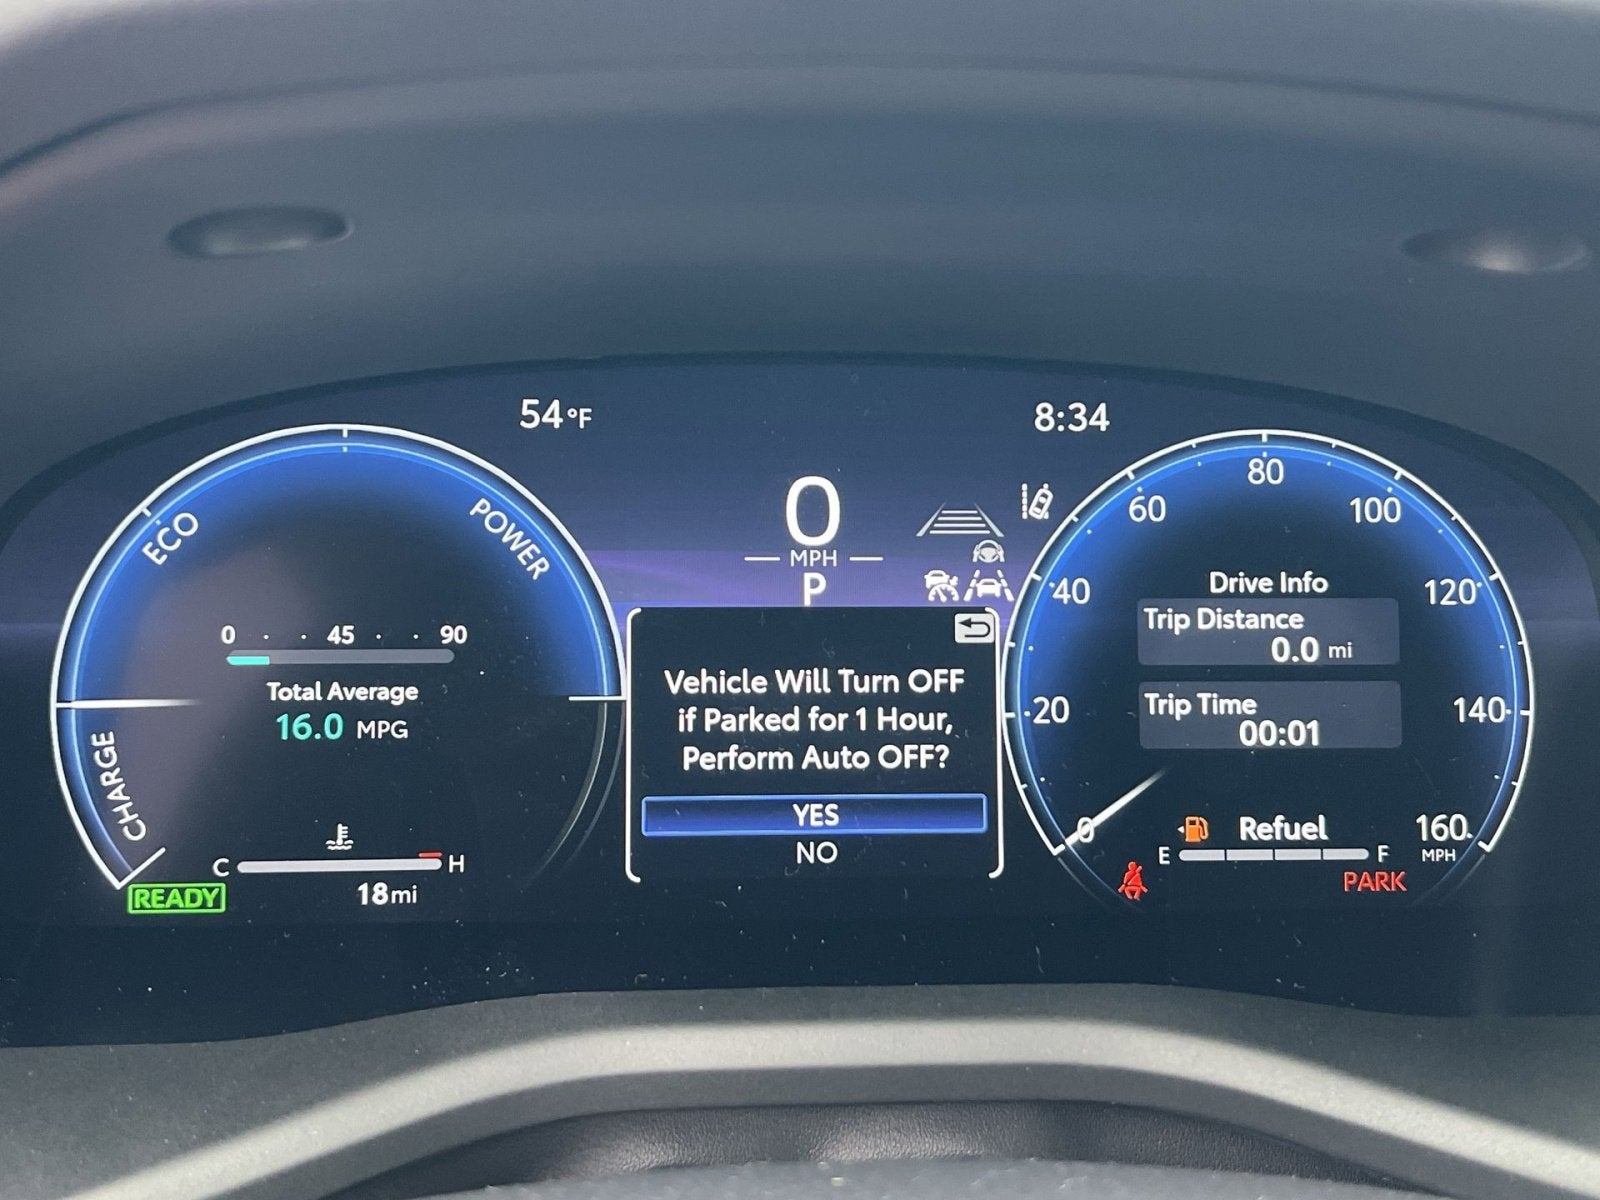 54°F
8:34
ECO
POWER
CHARGE
0 45 90
Total Average
16.0 MPG
C H
18mi
READY
0
MPH
P
Vehicle Will Turn OFF
if Parked for 1 Hour,
Perform Auto OFF?
YES
NO
0
20
40
60
80
100
120
140
160
MPH
Drive Info
Trip Distance
0.0 mi
Trip Time
00:01
Refuel
E F
PARK